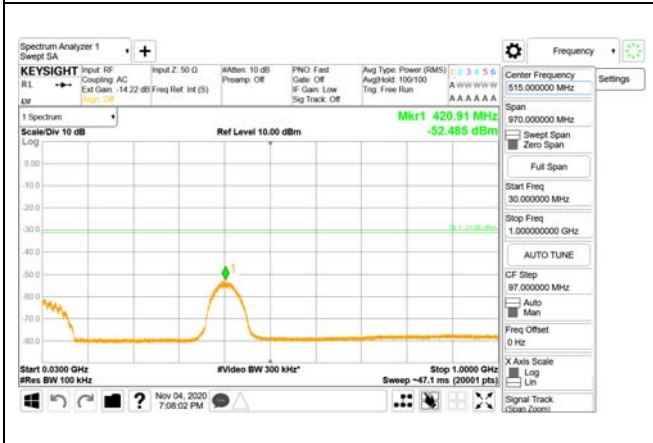 Spectrum Analyzer 1
Swept SA
Frequency
KEYSIGHT
Input: RF
Input Z: 50 Ω
#Atten: 10 dB
PNO: Fast
Avg Type: Power (RMS)
1 2 3 4 5 6
RL
Coupling: AC
Preamp: Off
Gate: Off
Avg|Hold: 100/100
A W W W W W
Ext Gain: -14.22 dB
Freq Ref: Int (S)
IF Gain: Low
Trig: Free Run
Align: Off
Sig Track: Off
A A A A A A
Center Frequency
515.000000 MHz
Settings
1 Spectrum
Mkr1 420.91 MHz
Scale/Div 10 dB
Ref Level 10.00 dBm
-52.485 dBm
Log
Span
970.000000 MHz
Swept Span
Zero Span
Full Span
Start Freq
30.000000 MHz
Stop Freq
1.000000000 GHz
AUTO TUNE
CF Step
97.000000 MHz
Auto
Man
Freq Offset
0 Hz
X Axis Scale
Log
Lin
Signal Track
(Span Zoom)
0.00
-10.0
-20.0
-30.0
-40.0
-50.0
1
-60.0
-70.0
-80.0
Start 0.0300 GHz
#Video BW 300 kHz*
Stop 1.0000 GHz
#Res BW 100 kHz
Sweep ~47.1 ms (20001 pts)
?
Nov 04, 2020
7:08:02 PM